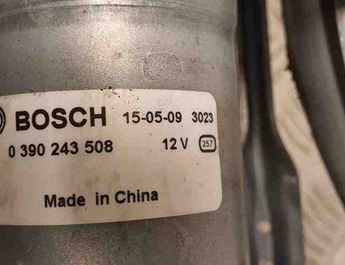 BOSCH 15-05-09 3023
0 390 243 508 12 V 257
Made in China